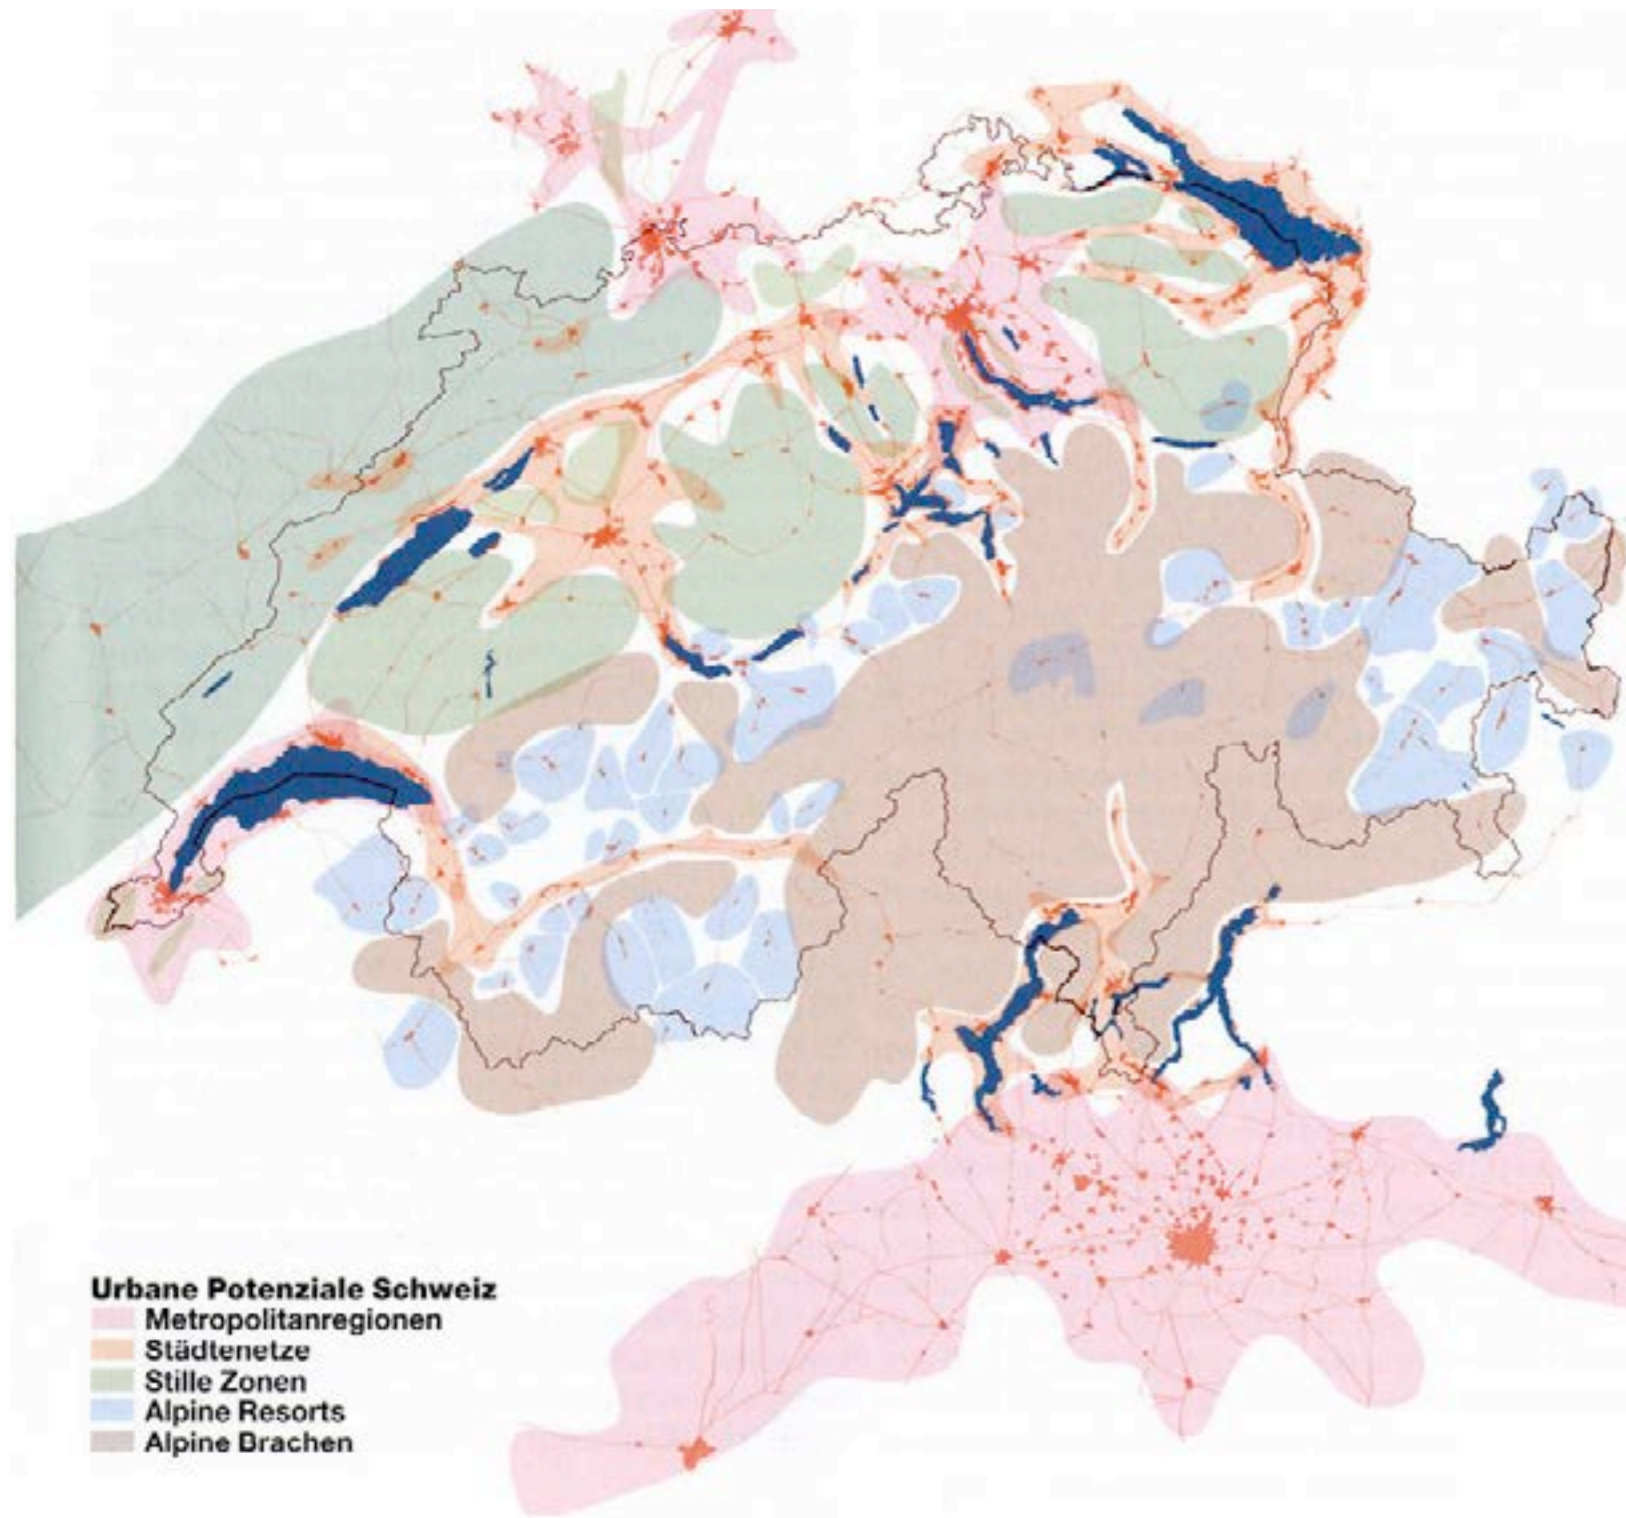 Urbane Potenziale Schweiz
Metropolitanregionen
Städtenetze
Stille Zonen
Alpine Resorts
Alpine Brachen